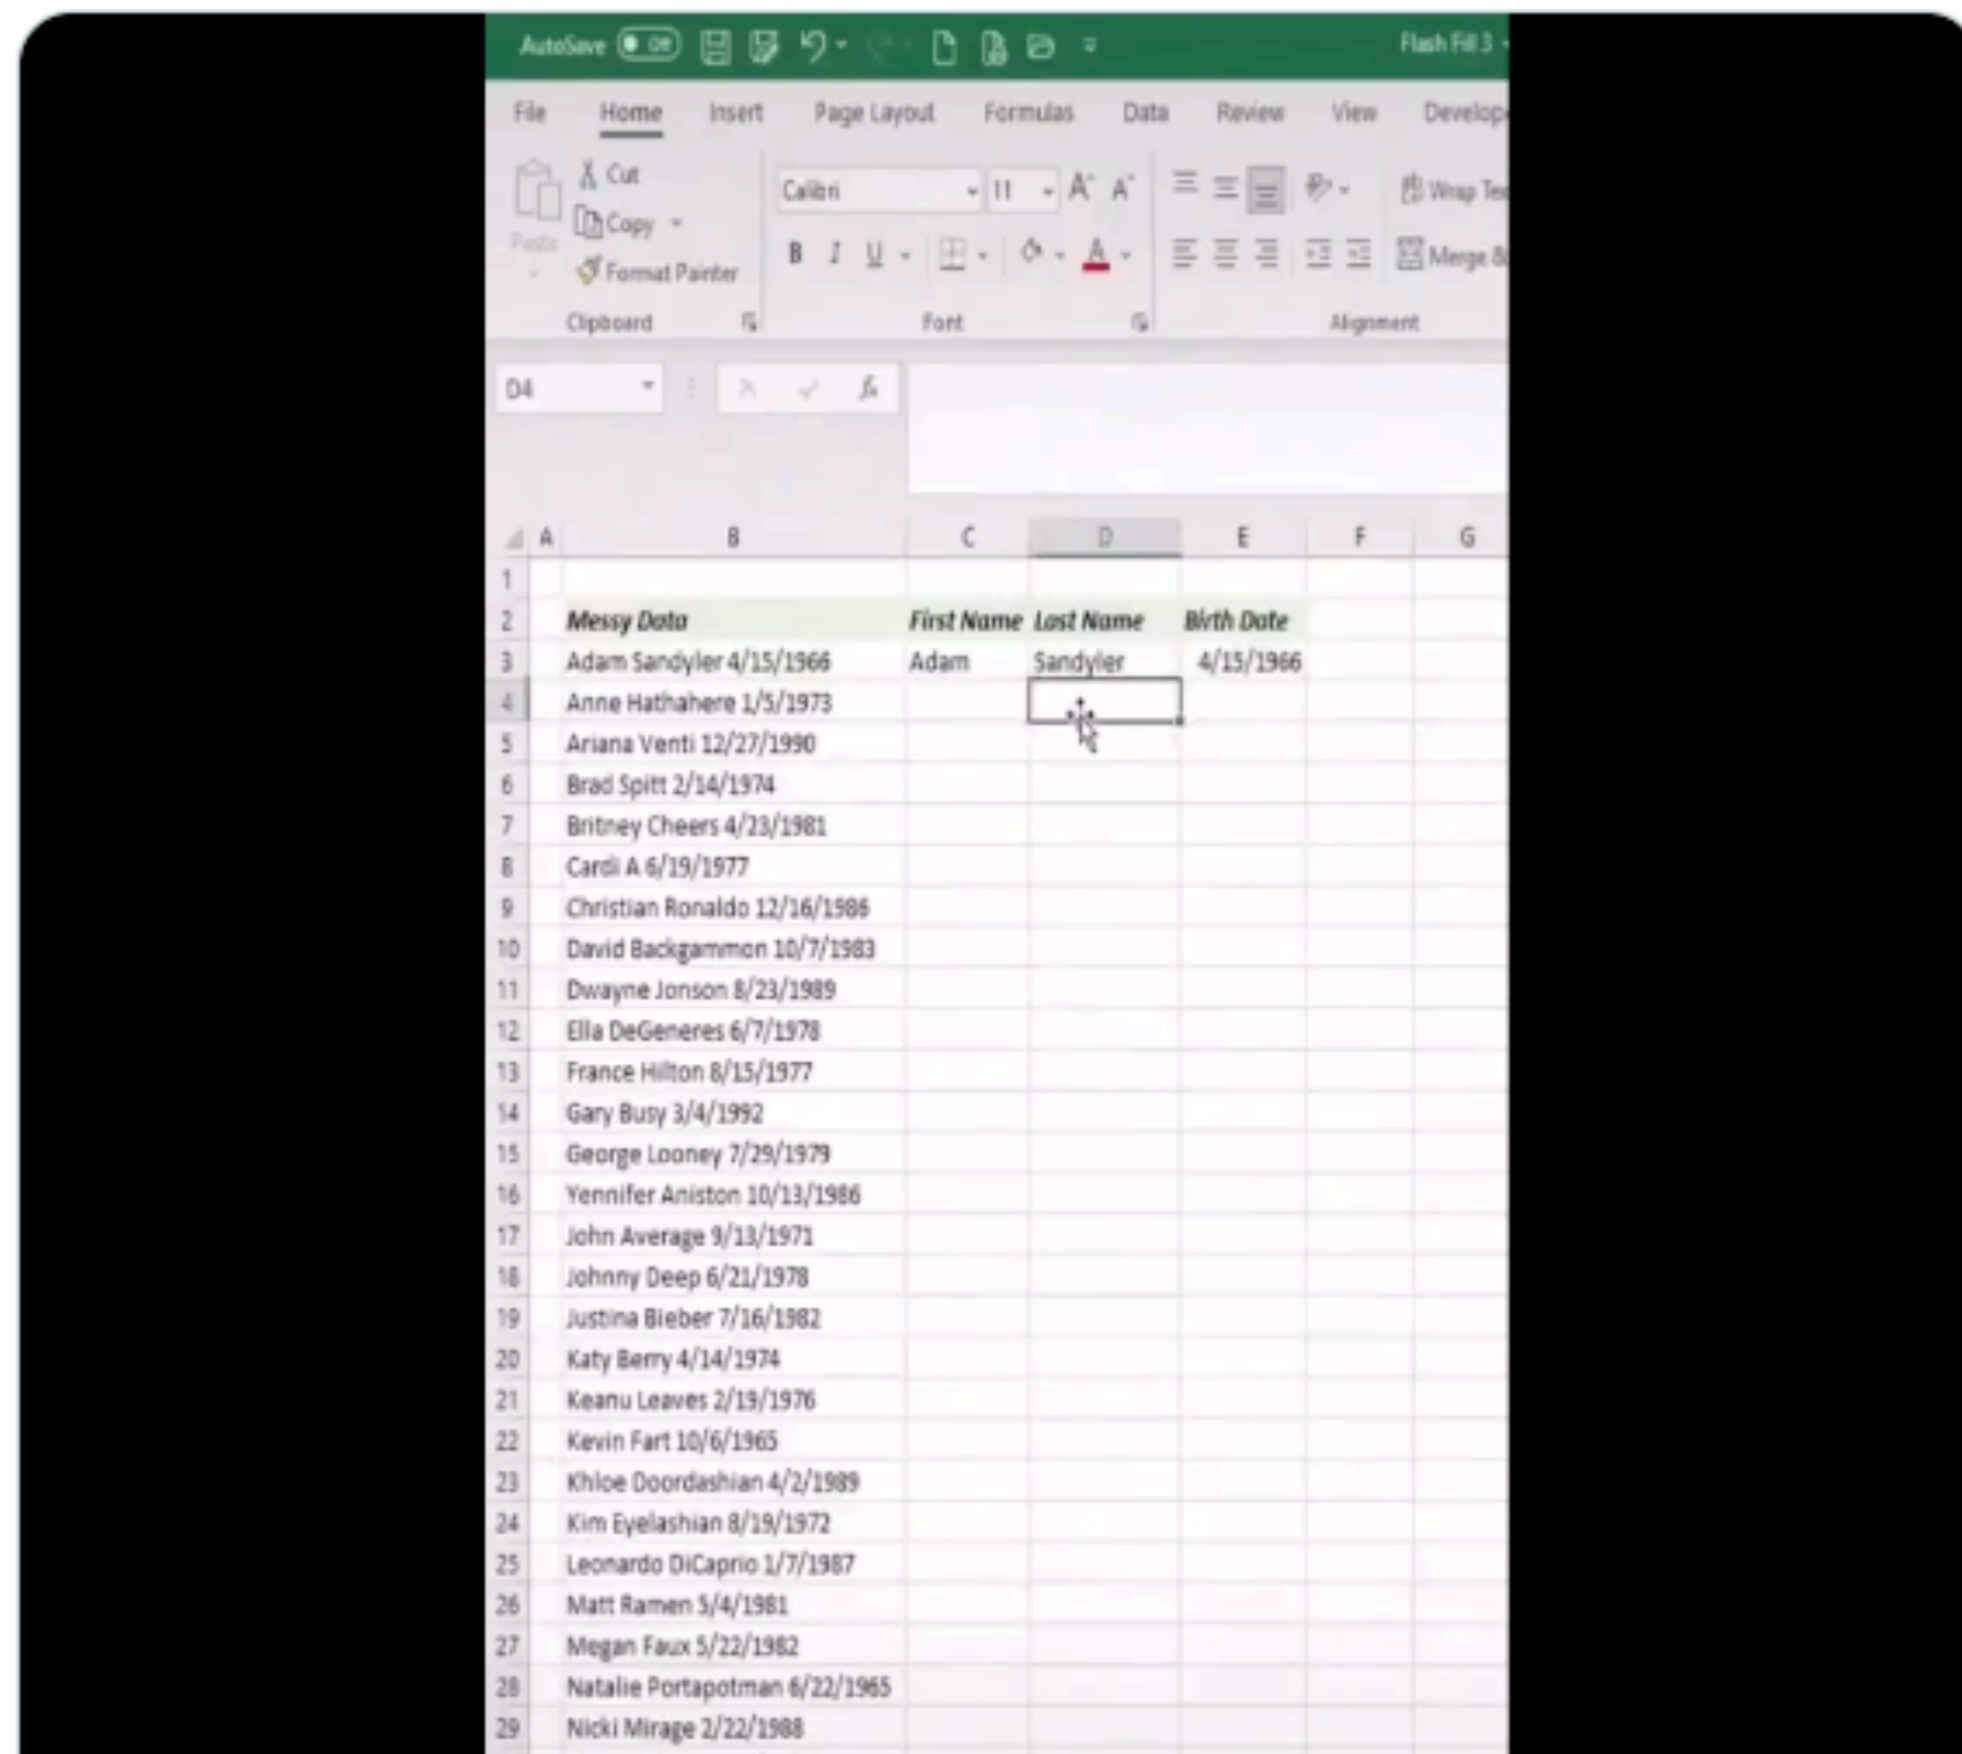 AutoSave Off Flash Fill 3
File Home Insert Page Layout Formulas Data Review View Develop
Cut
Copy
Paste
Format Painter
Calibri 11 A A
B I U A
Wrap Tex
Merge &
Clipboard Font Alignment
D4 fx
A B C D E F G
1
2 Messy Data First Name Last Name Birth Date
3 Adam Sandyler 4/15/1966 Adam Sandyler 4/15/1966
4 Anne Hathahere 1/5/1973
5 Ariana Venti 12/27/1990
6 Brad Spitt 2/14/1974
7 Britney Cheers 4/23/1981
8 Cardi A 6/19/1977
9 Christian Ronaldo 12/16/1986
10 David Backgammon 10/7/1983
11 Dwayne Jonson 8/23/1989
12 Ella DeGeneres 6/7/1978
13 France Hilton 8/15/1977
14 Gary Busy 3/4/1992
15 George Looney 7/29/1979
16 Yennifer Aniston 10/13/1986
17 John Average 9/13/1971
18 Johnny Deep 6/21/1978
19 Justina Bieber 7/16/1982
20 Katy Berry 4/14/1974
21 Keanu Leaves 2/19/1976
22 Kevin Fart 10/6/1965
23 Khloe Doordashian 4/2/1989
24 Kim Eyelashian 8/19/1972
25 Leonardo DiCaprio 1/7/1987
26 Matt Ramen 5/4/1981
27 Megan Faux 5/22/1982
28 Natalie Portapotman 6/22/1965
29 Nicki Mirage 2/22/1988